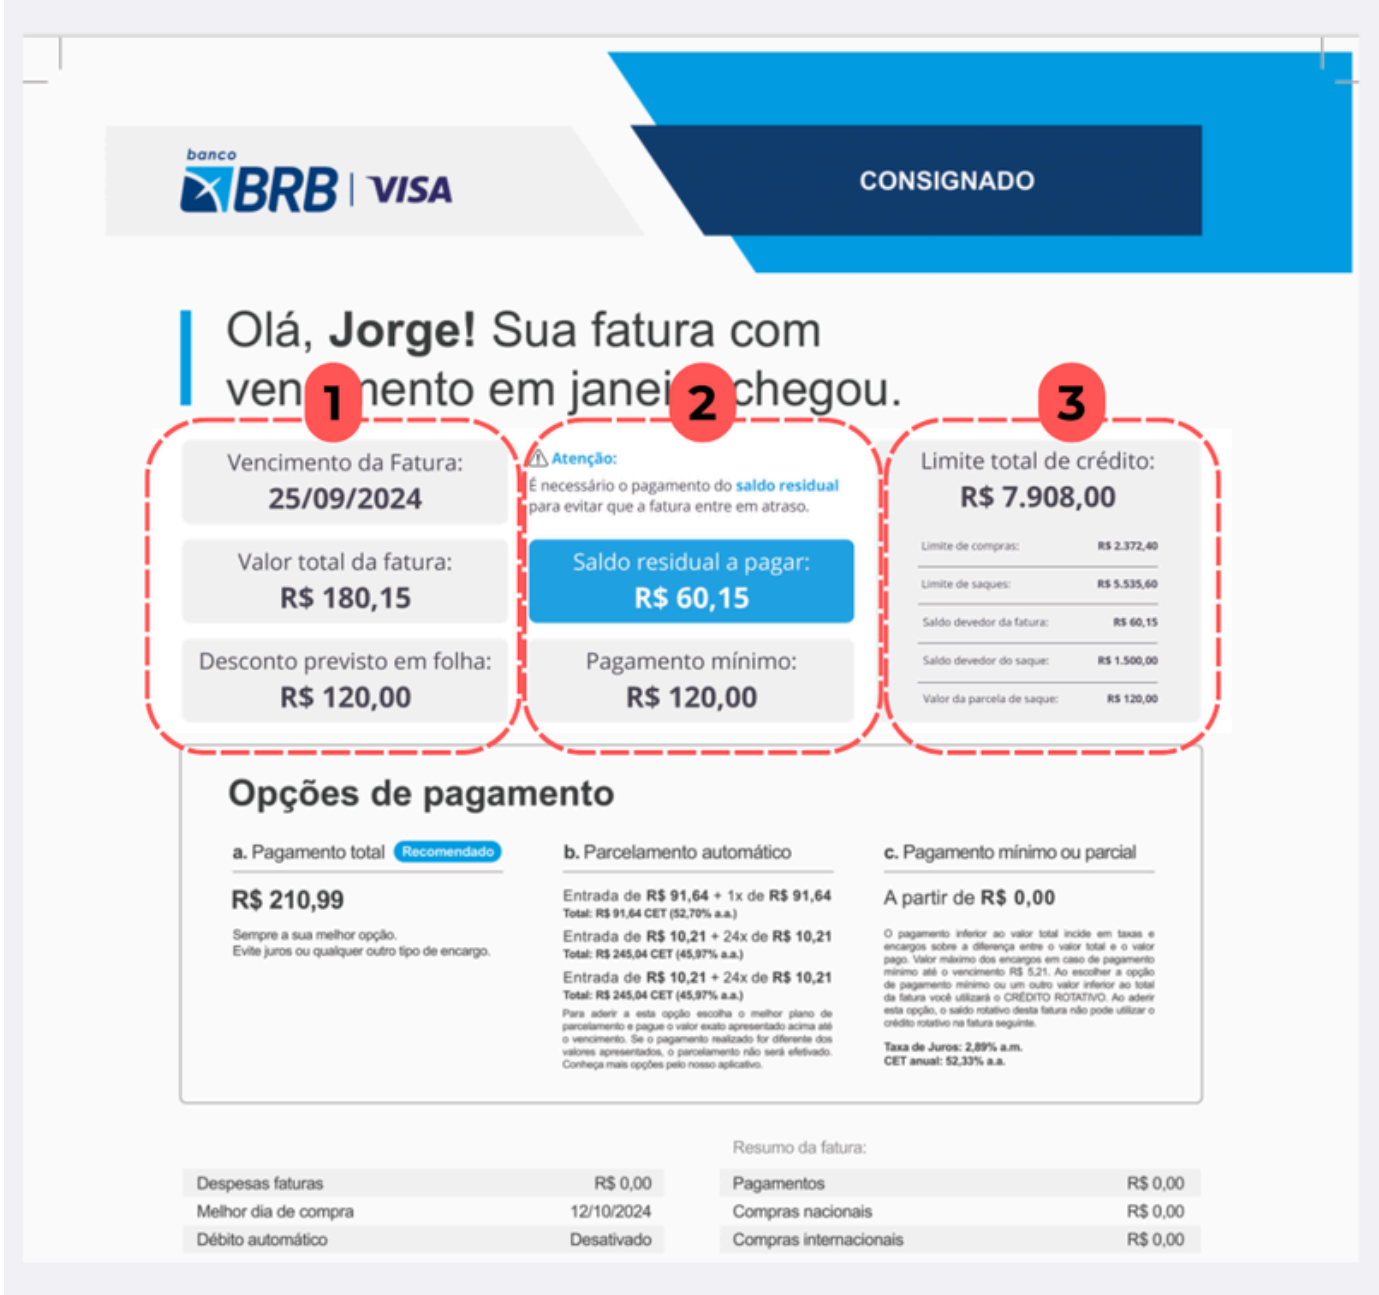 banco
BRB | VISA
CONSIGNADO
Olá, Jorge! Sua fatura com
ven mento em janei chegou.
1
2
3
Vencimento da Fatura:
25/09/2024
Valor total da fatura:
R$ 180,15
Desconto previsto em folha:
R$ 120,00
Atenção:
É necessário o pagamento do saldo residual
para evitar que a fatura entre em atraso.
Saldo residual a pagar:
R$ 60,15
Pagamento mínimo:
R$ 120,00
Limite total de crédito:
R$ 7.908,00
Limite de compras: R$ 2.372,40
Limite de saques: R$ 5.535,60
Saldo devedor da fatura: R$ 60,15
Saldo devedor do saque: R$ 1.500,00
Valor da parcela de saque: R$ 120,00
Opções de pagamento
a. Pagamento total Recomendado
R$ 210,99
Sempre a sua melhor opção.
Evite juros ou qualquer outro tipo de encargo.
b. Parcelamento automático
Entrada de R$ 91,64 + 1x de R$ 91,64
Total: R$ 91,64 CET (52,70% a.a.)
Entrada de R$ 10,21 + 24x de R$ 10,21
Total: R$ 245,04 CET (45,97% a.a.)
Entrada de R$ 10,21 + 24x de R$ 10,21
Total: R$ 245,04 CET (45,97% a.a.)
Para aderir a esta opção escolha o melhor plano de
parcelamento e pague o valor exato apresentado acima até
o vencimento. Se o pagamento realizado for diferente dos
valores apresentados, o parcelamento não será efetivado.
Conheça mais opções pelo nosso aplicativo.
c. Pagamento mínimo ou parcial
A partir de R$ 0,00
O pagamento inferior ao valor total incide em taxas e
encargos sobre a diferença entre o valor total e o valor
pago. Valor máximo dos encargos em caso de pagamento
mínimo até o vencimento R$ 5,21. Ao escolher a opção
de pagamento mínimo ou um outro valor inferior ao total
da fatura você utilizará o CRÉDITO ROTATIVO. Ao aderir
esta opção, o saldo rotativo desta fatura não pode utilizar o
crédito rotativo na fatura seguinte.
Taxa de Juros: 2,89% a.m.
CET anual: 52,33% a.a.
Despesas faturas R$ 0,00
Melhor dia de compra 12/10/2024
Débito automático Desativado
Resumo da fatura:
Pagamentos R$ 0,00
Compras nacionais R$ 0,00
Compras internacionais R$ 0,00